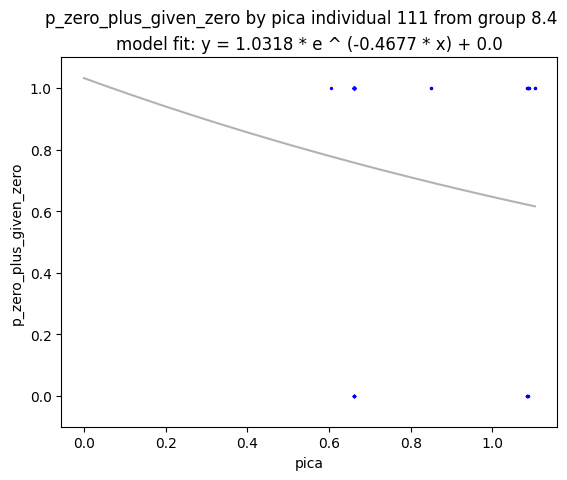 p_zero_plus_given_zero by pica individual 111 from group 8.4
model fit: y = 1.0318 * e ^ (-0.4677 * x) + 0.0
p_zero_plus_given_zero
1.0
0.8
0.6
0.4
0.2
0.0
0.0 0.2 0.4 0.6 0.8 1.0
pica